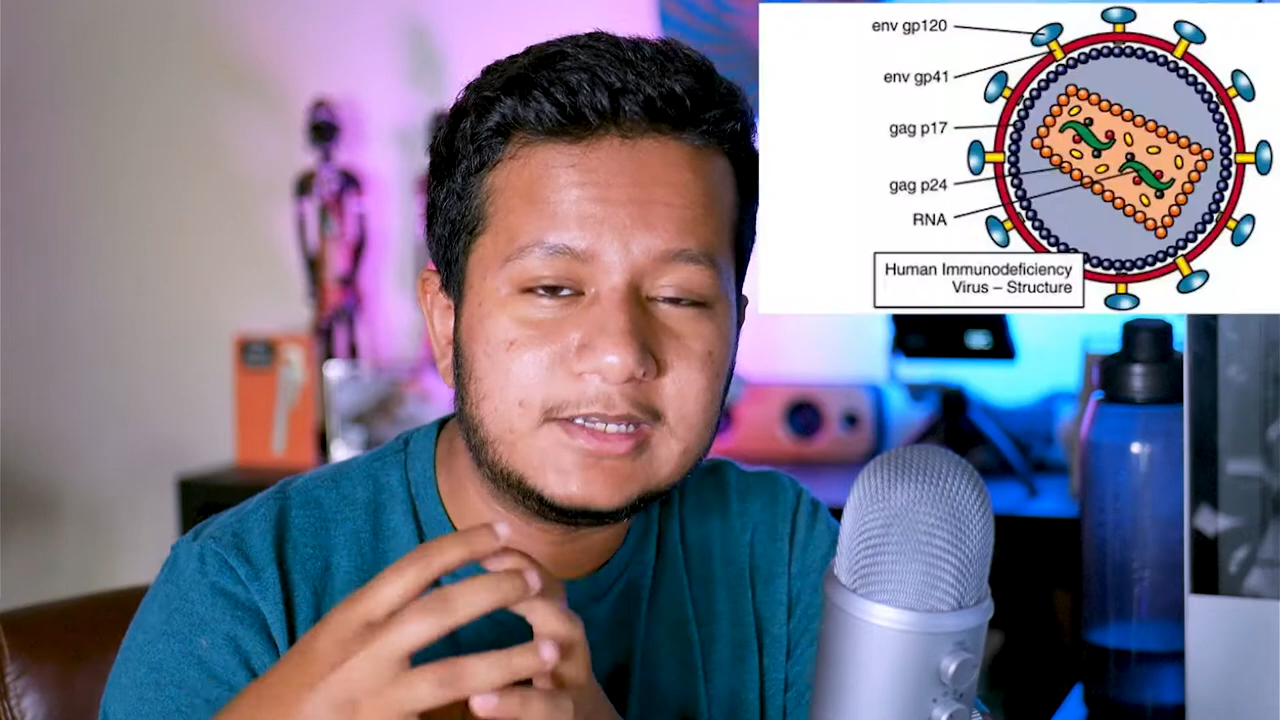 env gp120
env gp41
gag p17
gag p24
RNA
Human Immunodeficiency
Virus – Structure